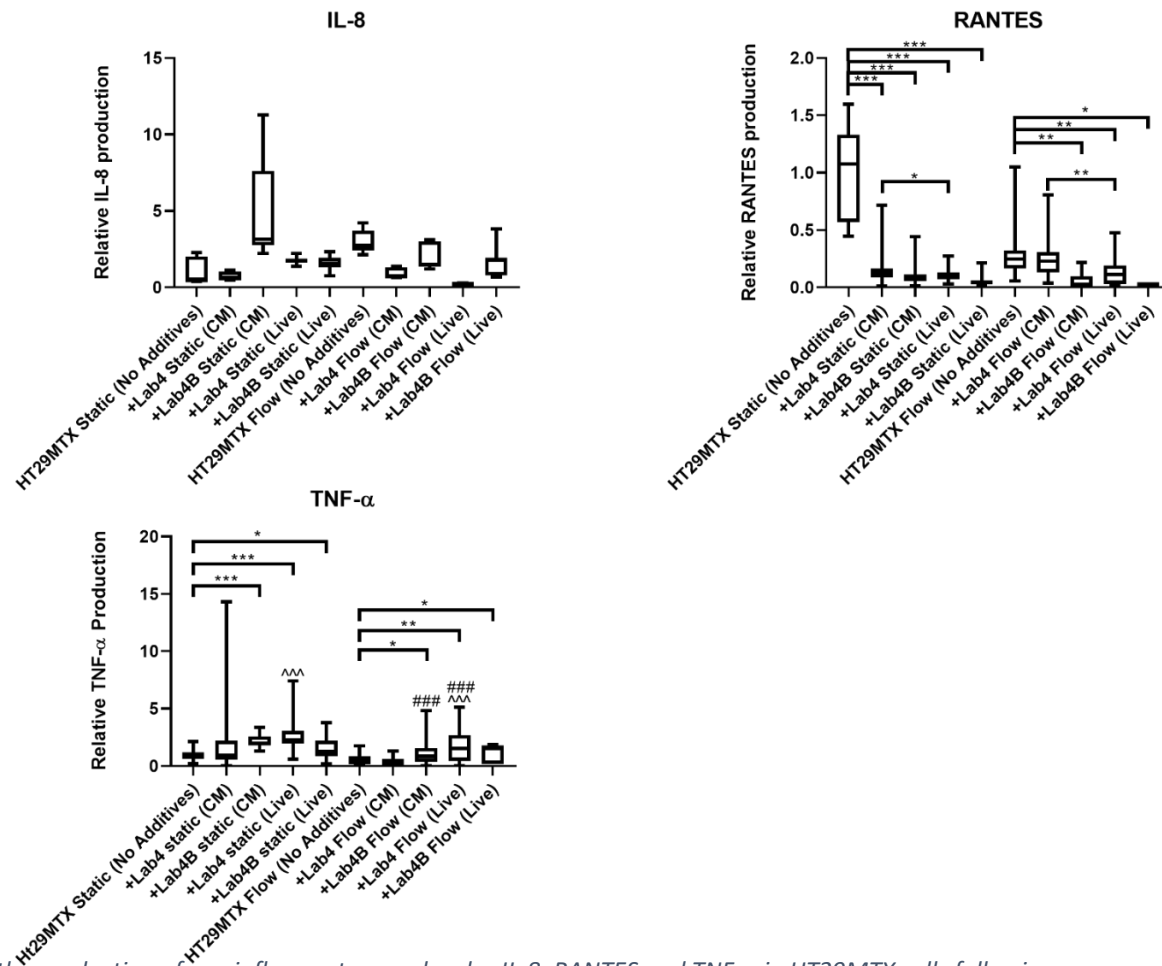 IL-8
Relative IL-8 production
15
10
5
0
HT29MTX Static (No Additives)
+Lab4 Static (CM)
+Lab4B Static (CM)
+Lab4 Static (Live)
+Lab4B Static (Live)
HT29MTX Flow (No Additives)
+Lab4 Flow (CM)
+Lab4B Flow (CM)
+Lab4 Flow (Live)
+Lab4B Flow (Live)
RANTES
Relative RANTES production
2.0
1.5
1.0
0.5
0.0
***
***
***
***
*
*
**
**
**
HT29MTX Static (No Additives)
+Lab4 Static (CM)
+Lab4B Static (CM)
+Lab4 Static (Live)
+Lab4B Static (Live)
HT29MTX Flow (No Additives)
+Lab4 Flow (CM)
+Lab4B Flow (CM)
+Lab4 Flow (Live)
+Lab4B Flow (Live)
TNF-α
Relative TNF-α Production
20
15
10
5
0
*
***
***
*
**
*
^^^
###
###
^^^
Ht29MTX Static (No Additives)
+Lab4 static (CM)
+Lab4B static (CM)
+Lab4 static (Live)
+Lab4B static (Live)
HT29MTX Flow (No Additives)
+Lab4 Flow (CM)
+Lab4B Flow (CM)
+Lab4 Flow (Live)
+Lab4B Flow (Live)